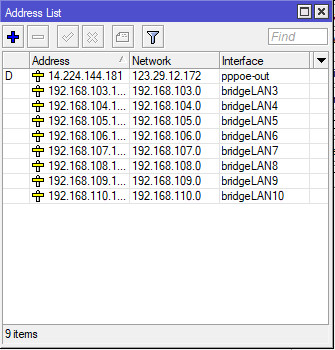 Address List
Find
Address Network Interface
D 14.224.144.181 123.29.12.172 pppoe-out
192.168.103.1... 192.168.103.0 bridgeLAN3
192.168.104.1... 192.168.104.0 bridgeLAN4
192.168.105.1... 192.168.105.0 bridgeLAN5
192.168.106.1... 192.168.106.0 bridgeLAN6
192.168.107.1... 192.168.107.0 bridgeLAN7
192.168.108.1... 192.168.108.0 bridgeLAN8
192.168.109.1... 192.168.109.0 bridgeLAN9
192.168.110.1... 192.168.110.0 bridgeLAN10
9 items